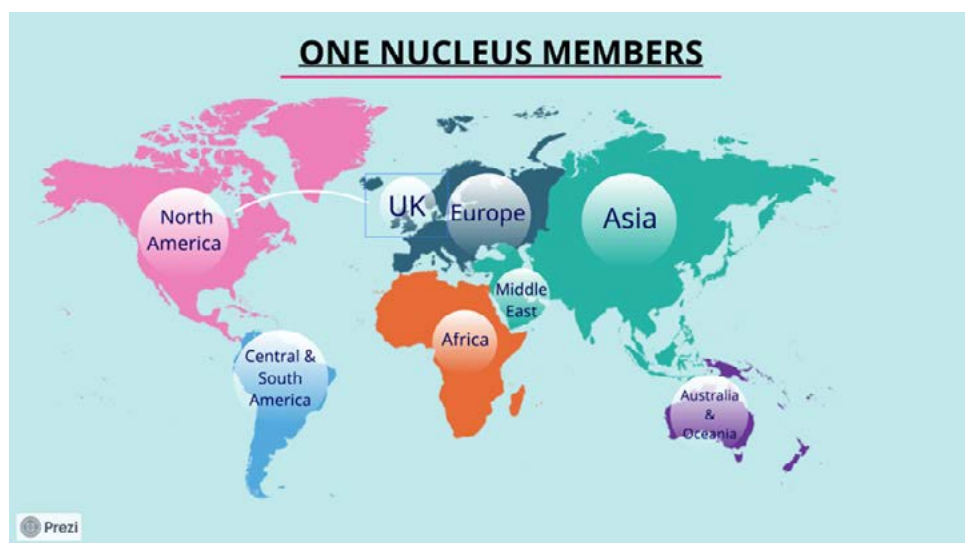 ONE NUCLEUS MEMBERS
North
America
UK
Europe
Asia
Middle
East
Africa
Central &
South
America
Australia
&
Oceania
Prezi